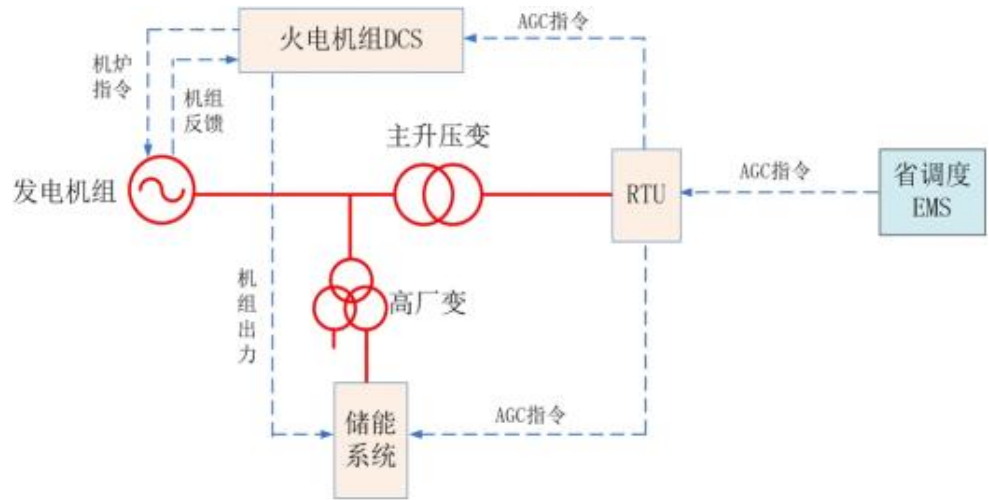 火电机组DCS
AGC指令
机炉
指令
机组
反馈
主升压变
发电机组
RTU
AGC指令
省调度
EMS
机
组
出
力
高厂变
储能
系统
AGC指令